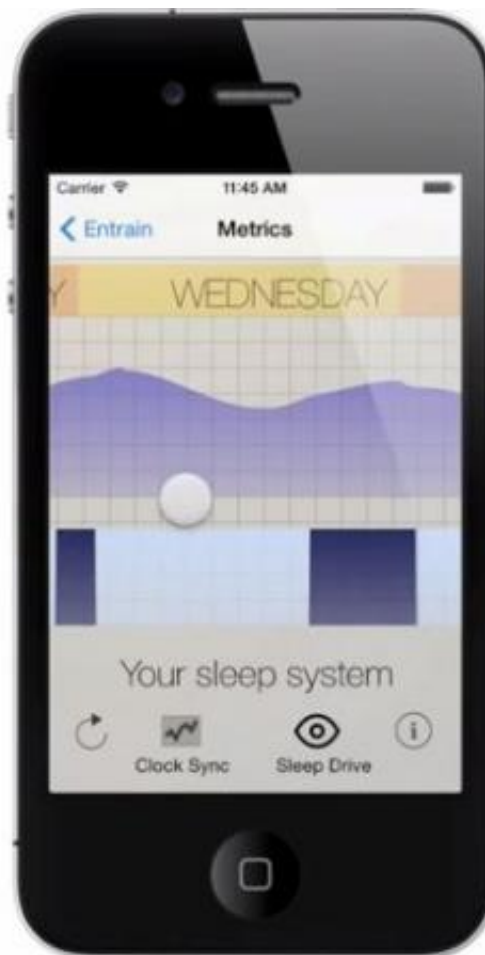 Carrier 11:45 AM
Entrain Metrics
Y WEDNESDAY
Your sleep system
Clock Sync Sleep Drive
i